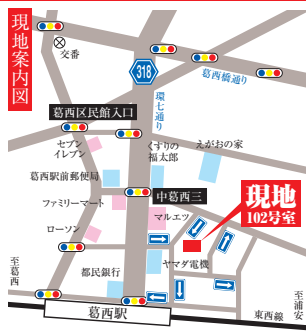 現地案内図
交番
318
葛西橋通り
環七通り
葛西区民館入口
セブン
イレブン
くすりの
福太郎
えがおの家
葛西駅前郵便局
中葛西三
ファミリーマート
マルエツ
現地
102号室
ローソン
至葛西
都民銀行
ヤマダ電機
至浦安
葛西駅
東西線